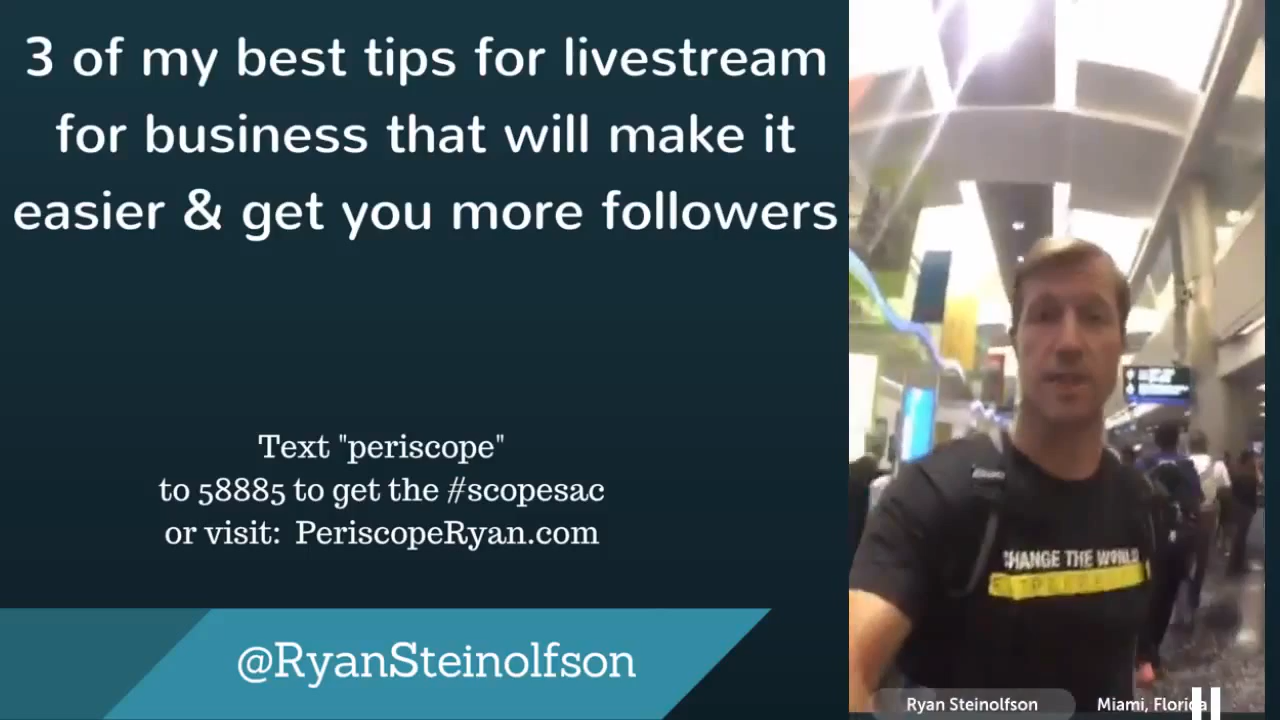 3 of my best tips for livestream
for business that will make it
easier & get you more followers
Text "periscope"
to 58885 to get the #scopesac
or visit: PeriscopeRyan.com
@RyanSteinolfson
CHANGE THE WORLD
Ryan Steinolfson
Miami, Florida